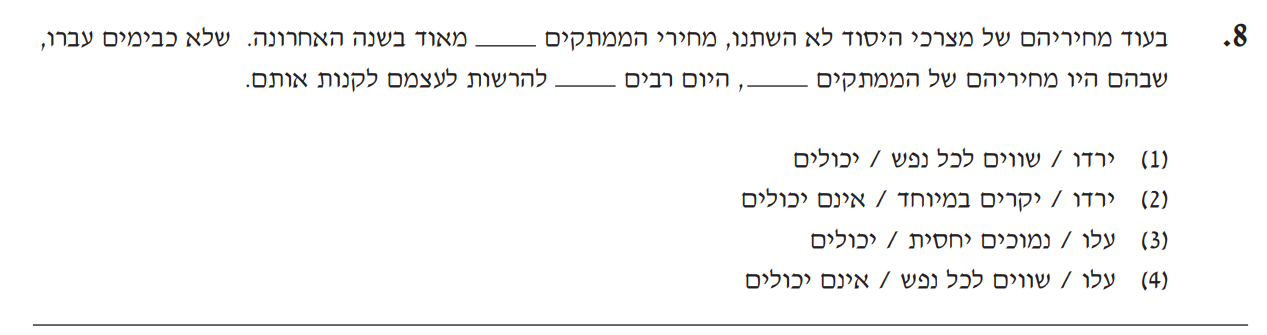 8. בעוד מחיריהם של מצרכי היסוד לא השתנו, מחירי הממתקים _____ מאוד בשנה האחרונה. שלא כבימים עברו,
שבהם היו מחיריהם של הממתקים _____, היום רבים _____ להרשות לעצמם לקנות אותם.
(1) ירדו / שווים לכל נפש / יכולים
(2) ירדו / יקרים במיוחד / אינם יכולים
(3) עלו / נמוכים יחסית / יכולים
(4) עלו / שווים לכל נפש / אינם יכולים